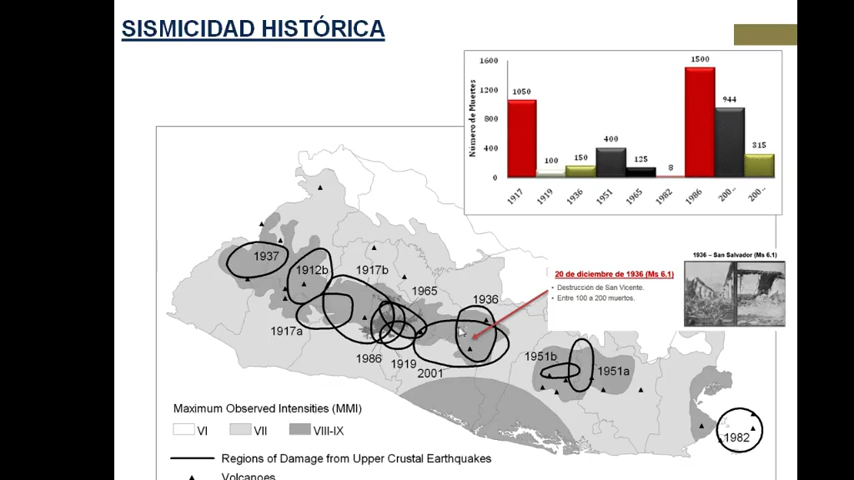 SISMICIDAD HISTÓRICA
Número de Muertes
1600
1200
800
400
0
1050
100
150
400
125
8
1500
944
315
1917
1919
1936
1951
1965
1982
1986
200..
200..
1937
1912b
1917b
1965
1936
1917a
1986
1919
2001
1951b
1951a
1982
20 de diciembre de 1936 (Ms 6.1)
• Destrucción de San Vicente.
• Entre 100 a 200 muertos.
1936 – San Salvador (Ms 6.1)
Maximum Observed Intensities (MMI)
VI
VII
VIII-IX
Regions of Damage from Upper Crustal Earthquakes
Volcanoes